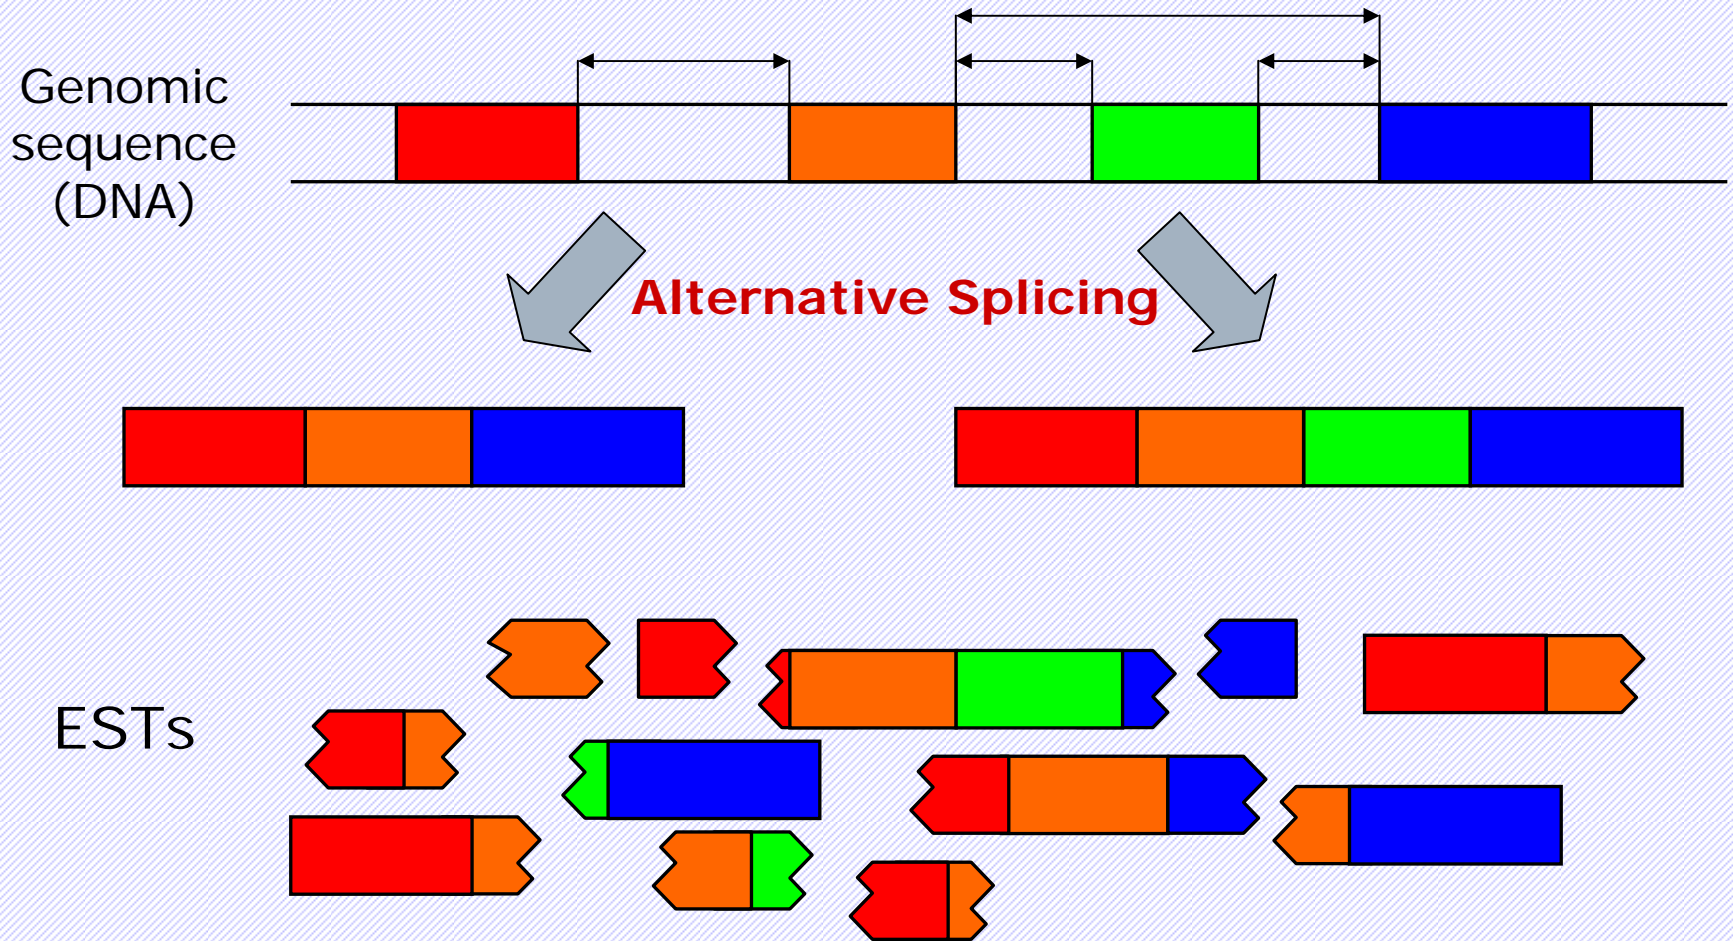 Genomic
sequence
(DNA)
Alternative Splicing
ESTs